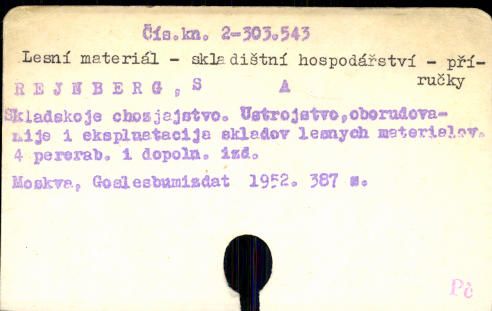 Čís.kn. 2-303.543
Lesní materiál - skladištní hospodářství - pří-
ručky
REJNBERG, S A
Skladskoje chozjajstvo. Ustrojstvo, oborudova-
nije i ekspluatacija skladov lesnych materialov.
4 pererab. i dopoln. izd.
Moskva, Goslesbumizdat 1952. 387 s.
Pč